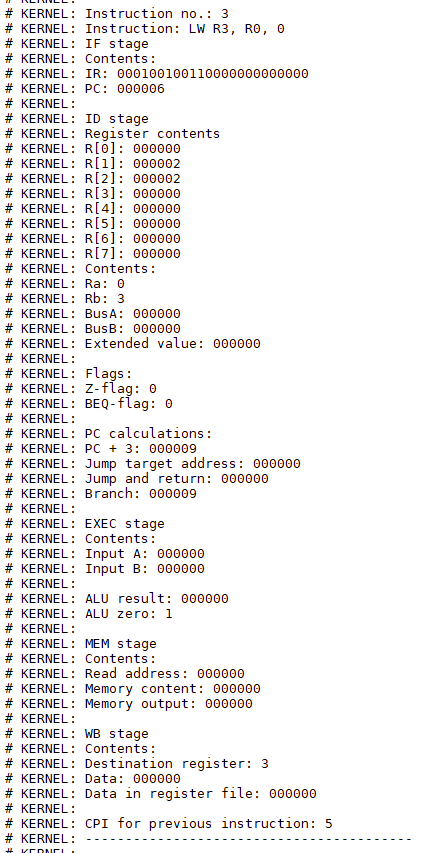 # KERNEL:
# KERNEL: Instruction no.: 3
# KERNEL: Instruction: LW R3, R0, 0
# KERNEL: IF stage
# KERNEL: Contents:
# KERNEL: IR: 000100100110000000000000
# KERNEL: PC: 000006
# KERNEL:
# KERNEL: ID stage
# KERNEL: Register contents
# KERNEL: R[0]: 000000
# KERNEL: R[1]: 000002
# KERNEL: R[2]: 000002
# KERNEL: R[3]: 000000
# KERNEL: R[4]: 000000
# KERNEL: R[5]: 000000
# KERNEL: R[6]: 000000
# KERNEL: R[7]: 000000
# KERNEL: Contents:
# KERNEL: Ra: 0
# KERNEL: Rb: 3
# KERNEL: BusA: 000000
# KERNEL: BusB: 000000
# KERNEL: Extended value: 000000
# KERNEL:
# KERNEL: Flags:
# KERNEL: Z-flag: 0
# KERNEL: BEQ-flag: 0
# KERNEL:
# KERNEL: PC calculations:
# KERNEL: PC + 3: 000009
# KERNEL: Jump target address: 000000
# KERNEL: Jump and return: 000000
# KERNEL: Branch: 000009
# KERNEL:
# KERNEL: EXEC stage
# KERNEL: Contents:
# KERNEL: Input A: 000000
# KERNEL: Input B: 000000
# KERNEL:
# KERNEL: ALU result: 000000
# KERNEL: ALU zero: 1
# KERNEL:
# KERNEL: MEM stage
# KERNEL: Contents:
# KERNEL: Read address: 000000
# KERNEL: Memory content: 000000
# KERNEL: Memory output: 000000
# KERNEL:
# KERNEL: WB stage
# KERNEL: Contents:
# KERNEL: Destination register: 3
# KERNEL: Data: 000000
# KERNEL: Data in register file: 000000
# KERNEL:
# KERNEL: CPI for previous instruction: 5
# KERNEL: -----------------------------------------
# KERNEL: